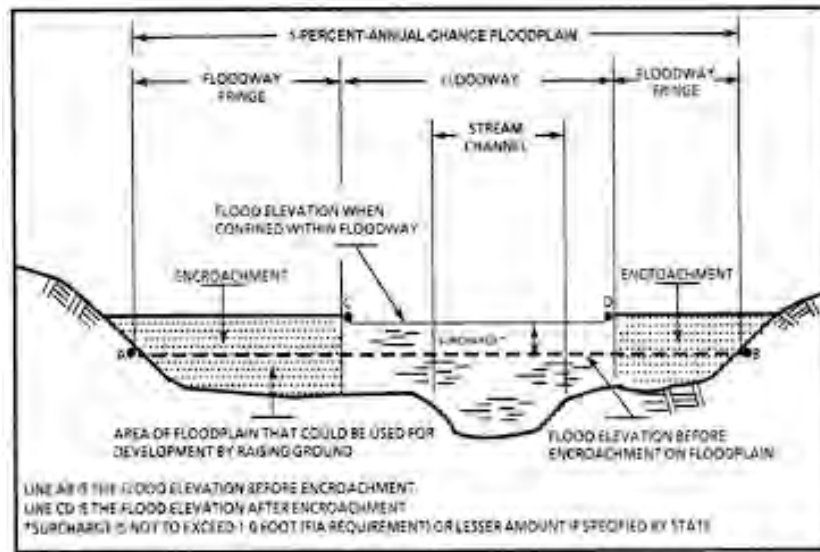 1-PERCENT-ANNUAL-CHANCE FLOODPLAIN
FLOODWAY
FRINGE
FLOODWAY
FLOODWAY
FRINGE
STREAM
CHANNEL
FLOOD ELEVATION WHEN
CONFINED WITHIN FLOODWAY
ENCROACHMENT
ENCROACHMENT
C
D
SURCHARGE*
A
B
AREA OF FLOODPLAIN THAT COULD BE USED FOR
DEVELOPMENT BY RAISING GROUND
FLOOD ELEVATION BEFORE
ENCROACHMENT ON FLOODPLAIN
LINE AB IS THE FLOOD ELEVATION BEFORE ENCROACHMENT
LINE CD IS THE FLOOD ELEVATION AFTER ENCROACHMENT
*SURCHARGE IS NOT TO EXCEED 1.0 FOOT (FIA REQUIREMENT) OR LESSER AMOUNT IF SPECIFIED BY STATE